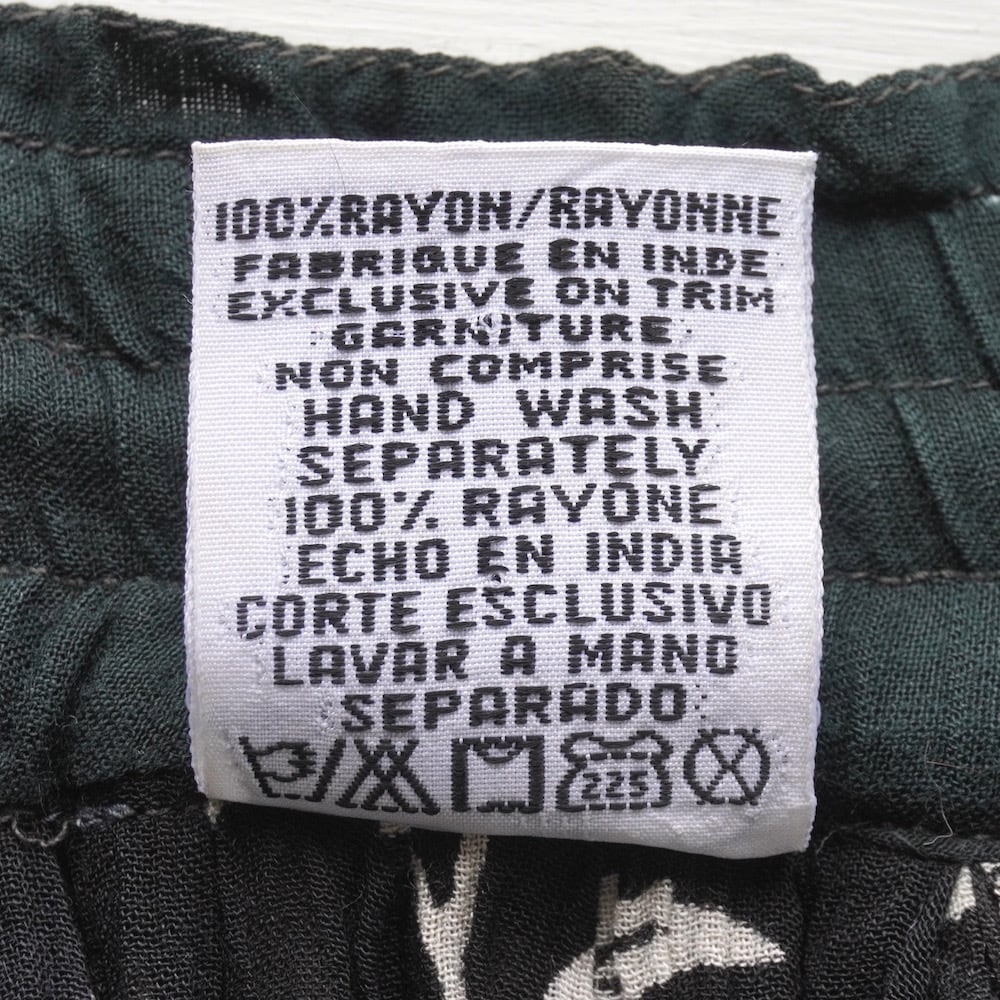 100%RAYON/RAYONNE
FABRIQUE EN INDE
EXCLUSIVE ON TRIM
GARNITURE
NON COMPRISE
HAND WASH
SEPARATELY
100% RAYONE
ECHO EN INDIA
CORTE ESCLUSIVO
LAVAR A MANO
SEPARADO
225